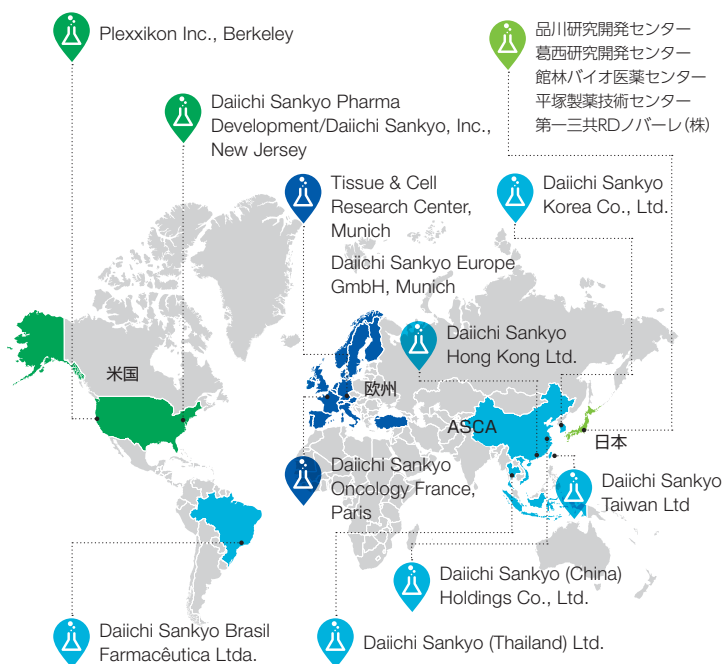 Plexxikon Inc., Berkeley
品川研究開発センター
葛西研究開発センター
館林バイオ医薬センター
平塚製薬技術センター
第一三共RDノバーレ(株)
Daiichi Sankyo Pharma
Development/Daiichi Sankyo, Inc.,
New Jersey
Tissue & Cell
Research Center,
Munich
Daiichi Sankyo Europe
GmbH, Munich
Daiichi Sankyo
Korea Co., Ltd.
Daiichi Sankyo
Hong Kong Ltd.
米国
欧州
ASCA
日本
Daiichi Sankyo
Oncology France,
Paris
Daiichi Sankyo
Taiwan Ltd
Daiichi Sankyo (China)
Holdings Co., Ltd.
Daiichi Sankyo Brasil
Farmacêutica Ltda.
Daiichi Sankyo (Thailand) Ltd.